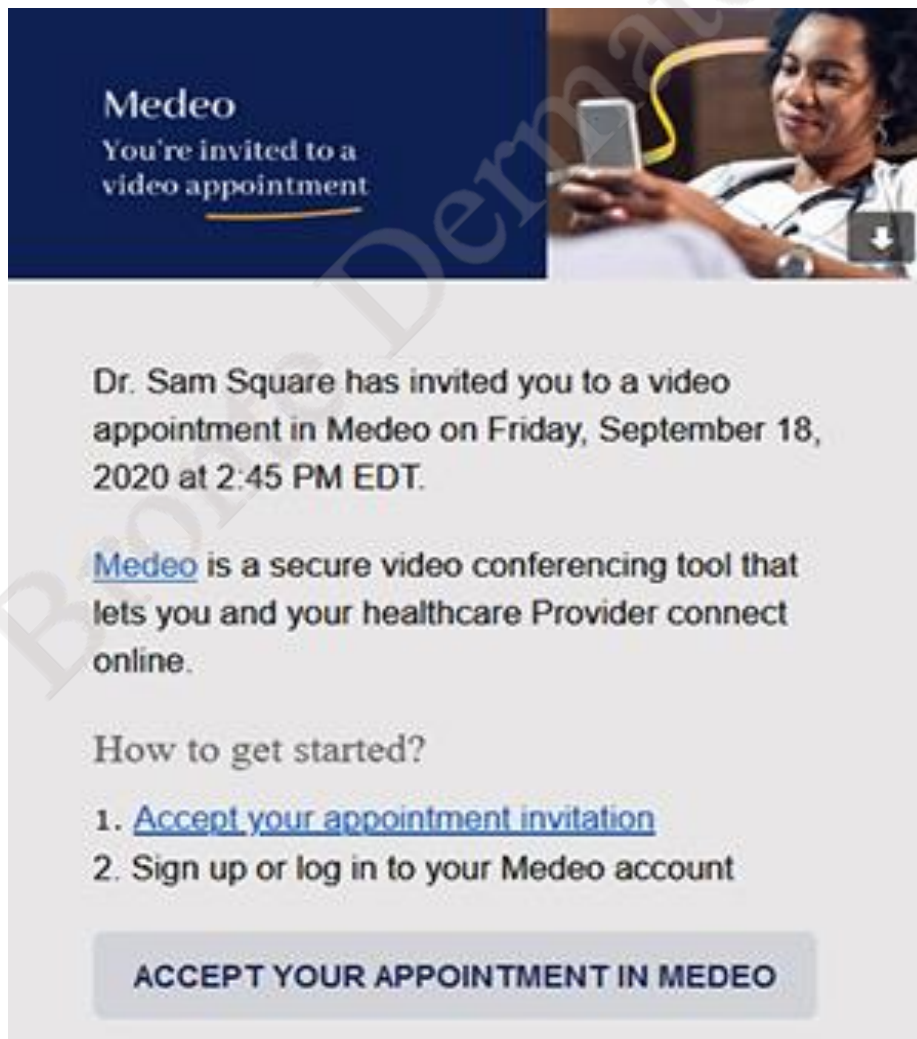 Medeo
You're invited to a
video appointment
Dr. Sam Square has invited you to a video
appointment in Medeo on Friday, September 18,
2020 at 2:45 PM EDT.
Medeo is a secure video conferencing tool that
lets you and your healthcare Provider connect
online.
How to get started?
1. Accept your appointment invitation
2. Sign up or log in to your Medeo account
ACCEPT YOUR APPOINTMENT IN MEDEO
Bronte